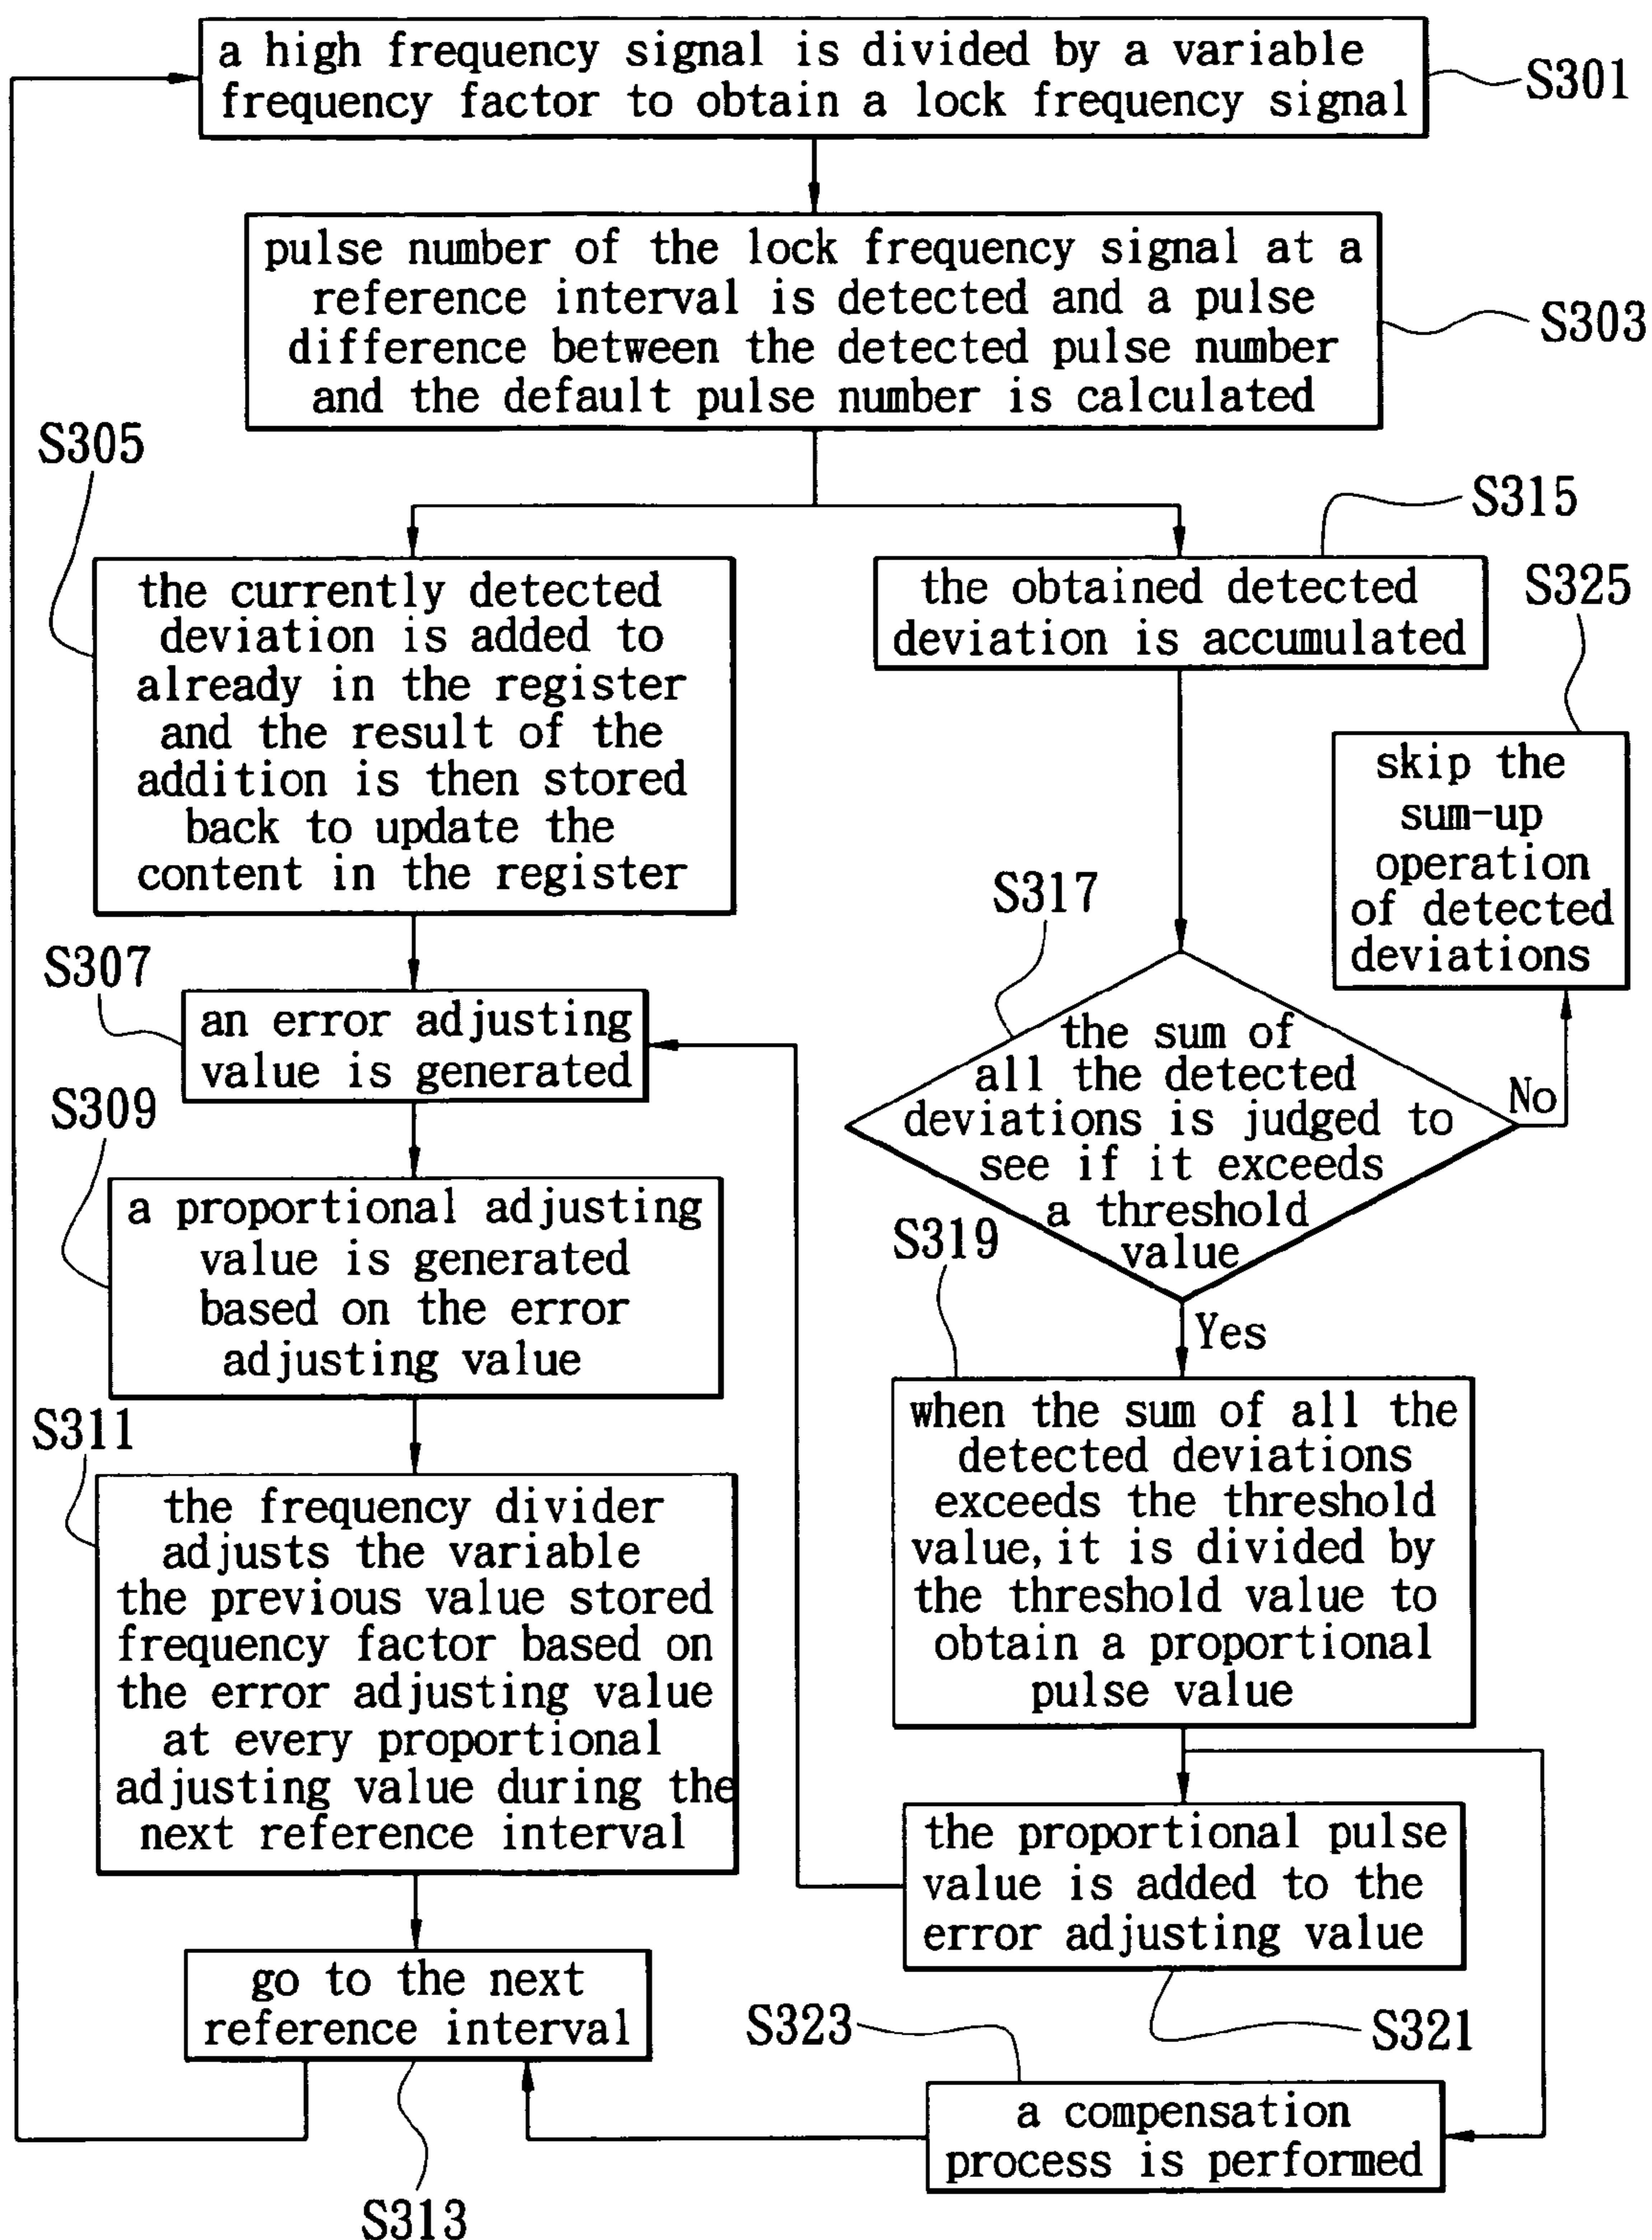 a high frequency signal is divided by a variable
frequency factor to obtain a lock frequency signal
S301
pulse number of the lock frequency signal at a
reference interval is detected and a pulse
difference between the detected pulse number
and the default pulse number is calculated
S303
S305
the currently detected
deviation is added to
already in the register
and the result of the
addition is then stored
back to update the
content in the register
S315
the obtained detected
deviation is accumulated
S325
skip the
sum-up
operation
of detected
deviations
S307
an error adjusting
value is generated
S317
the sum of
all the detected
deviations is judged to
see if it exceeds
a threshold
value
No
Yes
S309
a proportional adjusting
value is generated
based on the error
adjusting value
S319
when the sum of all the
detected deviations
exceeds the threshold
value, it is divided by
the threshold value to
obtain a proportional
pulse value
S311
the frequency divider
adjusts the variable
the previous value stored
frequency factor based on
the error adjusting value
at every proportional
adjusting value during the
next reference interval
the proportional pulse
value is added to the
error adjusting value
S321
go to the next
reference interval
S313
S323
a compensation
process is performed